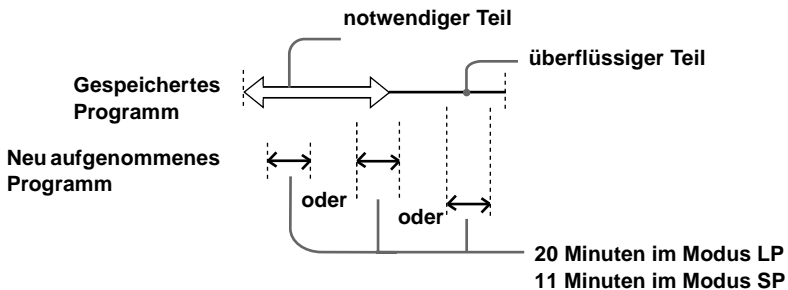 notwendiger Teil
überflüssiger Teil
Gespeichertes
Programm
Neu aufgenommenes
Programm
oder
oder
20 Minuten im Modus LP
11 Minuten im Modus SP